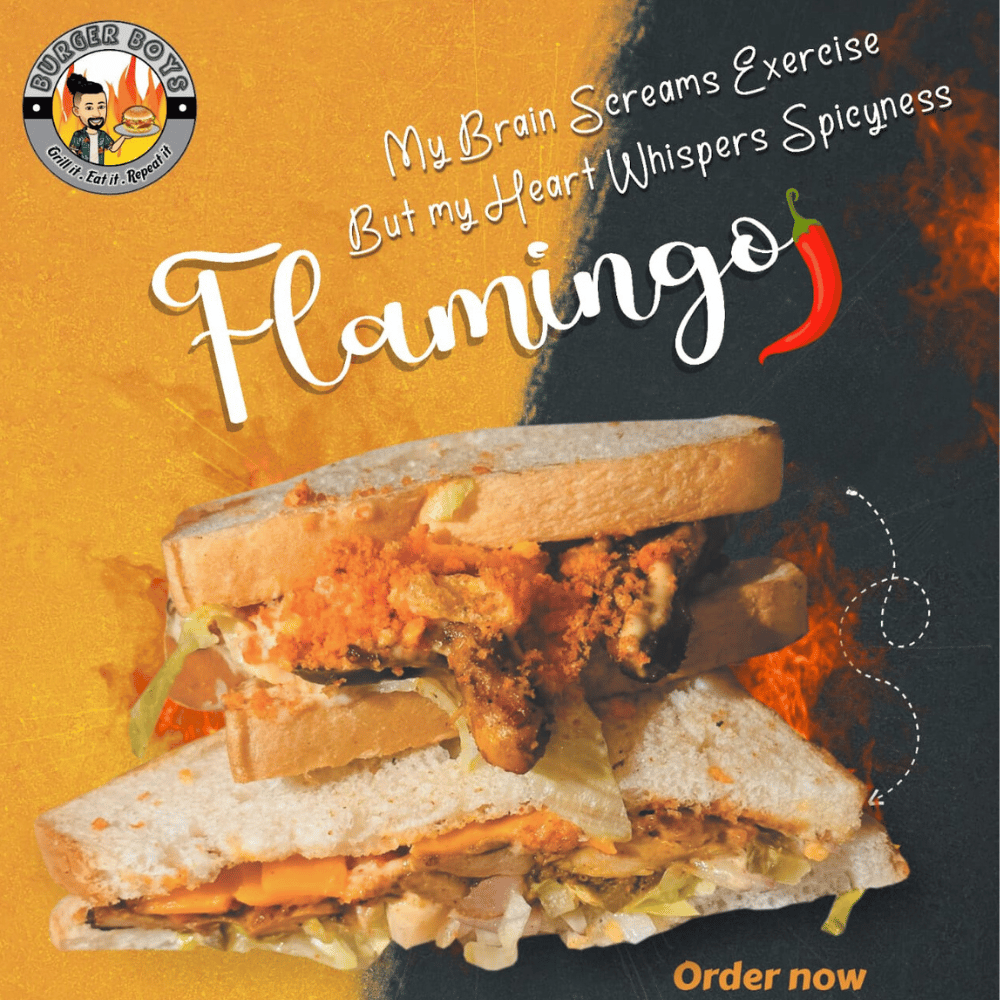 BURGER BOYS
Grill it . Eat it . Repeat it
My Brain Screams Exercise
But my Heart Whispers Spicyness
Flamingo
Order now